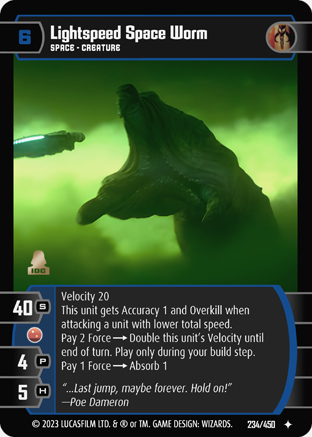 6 Lightspeed Space Worm
SPACE • CREATURE
IDC
40 S
4 P
5 H
Velocity 20
This unit gets Accuracy 1 and Overkill when
attacking a unit with lower total speed.
Pay 2 Force → Double this unit's Velocity until
end of turn. Play only during your build step.
Pay 1 Force → Absorb 1
“...Last jump, maybe forever. Hold on!”
—Poe Dameron
© 2023 LUCASFILM LTD. & ® or TM. GAME DESIGN: WIZARDS. 234/450